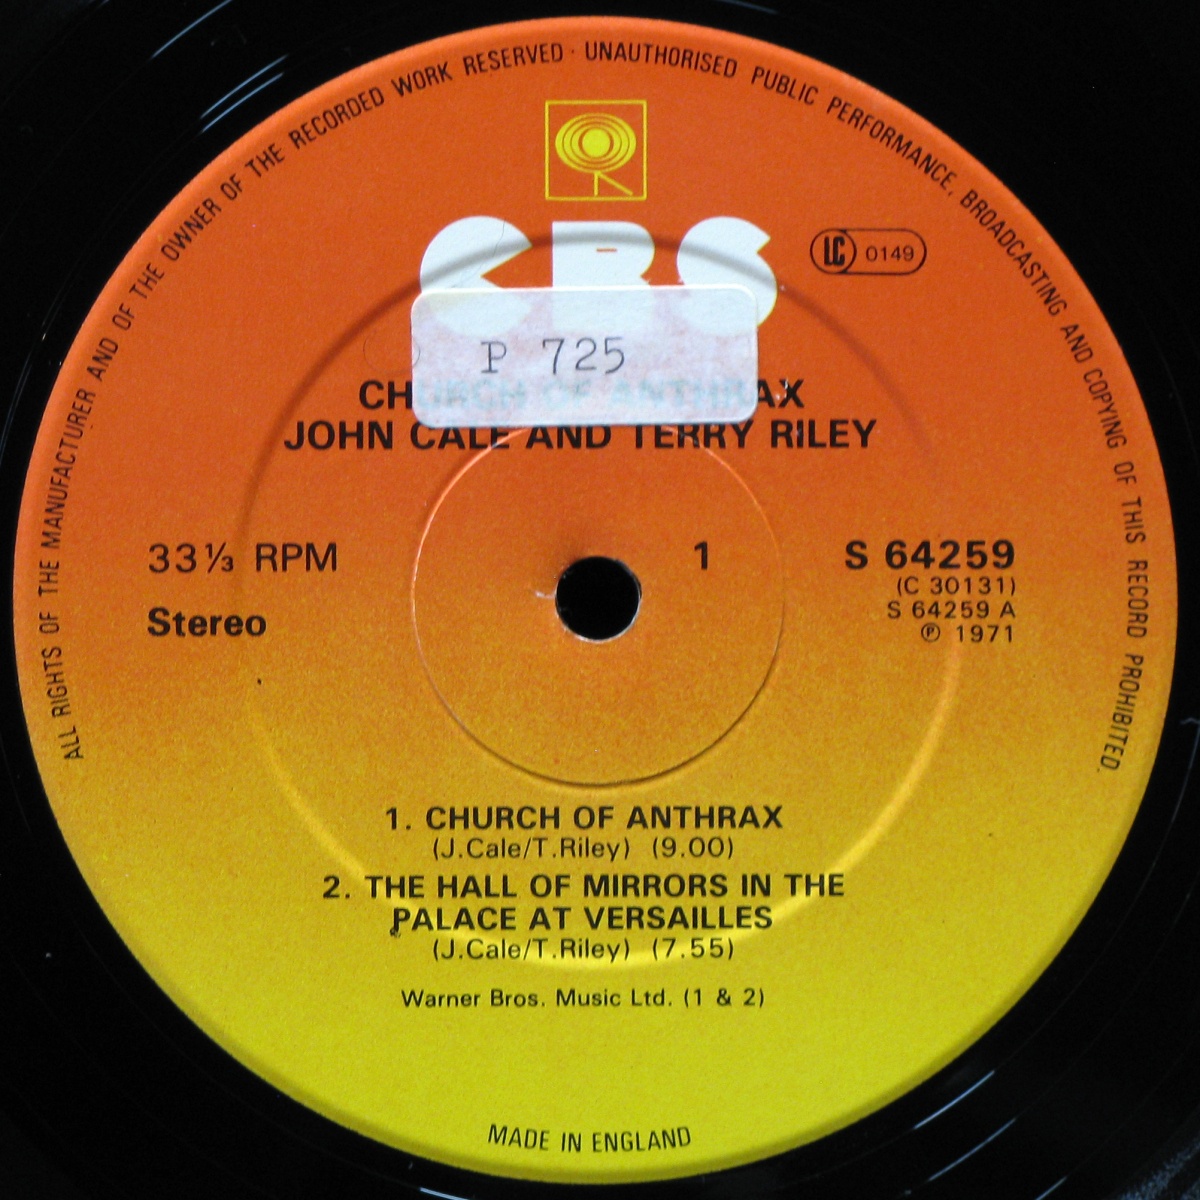 ALL RIGHTS OF THE MANUFACTURER AND OF THE OWNER OF THE RECORDED WORK RESERVED · UNAUTHORISED PUBLIC PERFORMANCE, BROADCASTING AND COPYING OF THIS RECORD PROHIBITED.
CBS
LC 0149
P 725
CHURCH OF ANTHRAX
JOHN CALE AND TERRY RILEY
33⅓ RPM 1 S 64259
(C 30131)
S 64259 A
Stereo ℗ 1971
1. CHURCH OF ANTHRAX
(J.Cale/T.Riley) (9.00)
2. THE HALL OF MIRRORS IN THE
PALACE AT VERSAILLES
(J.Cale/T.Riley) (7.55)
Warner Bros. Music Ltd. (1 & 2)
MADE IN ENGLAND